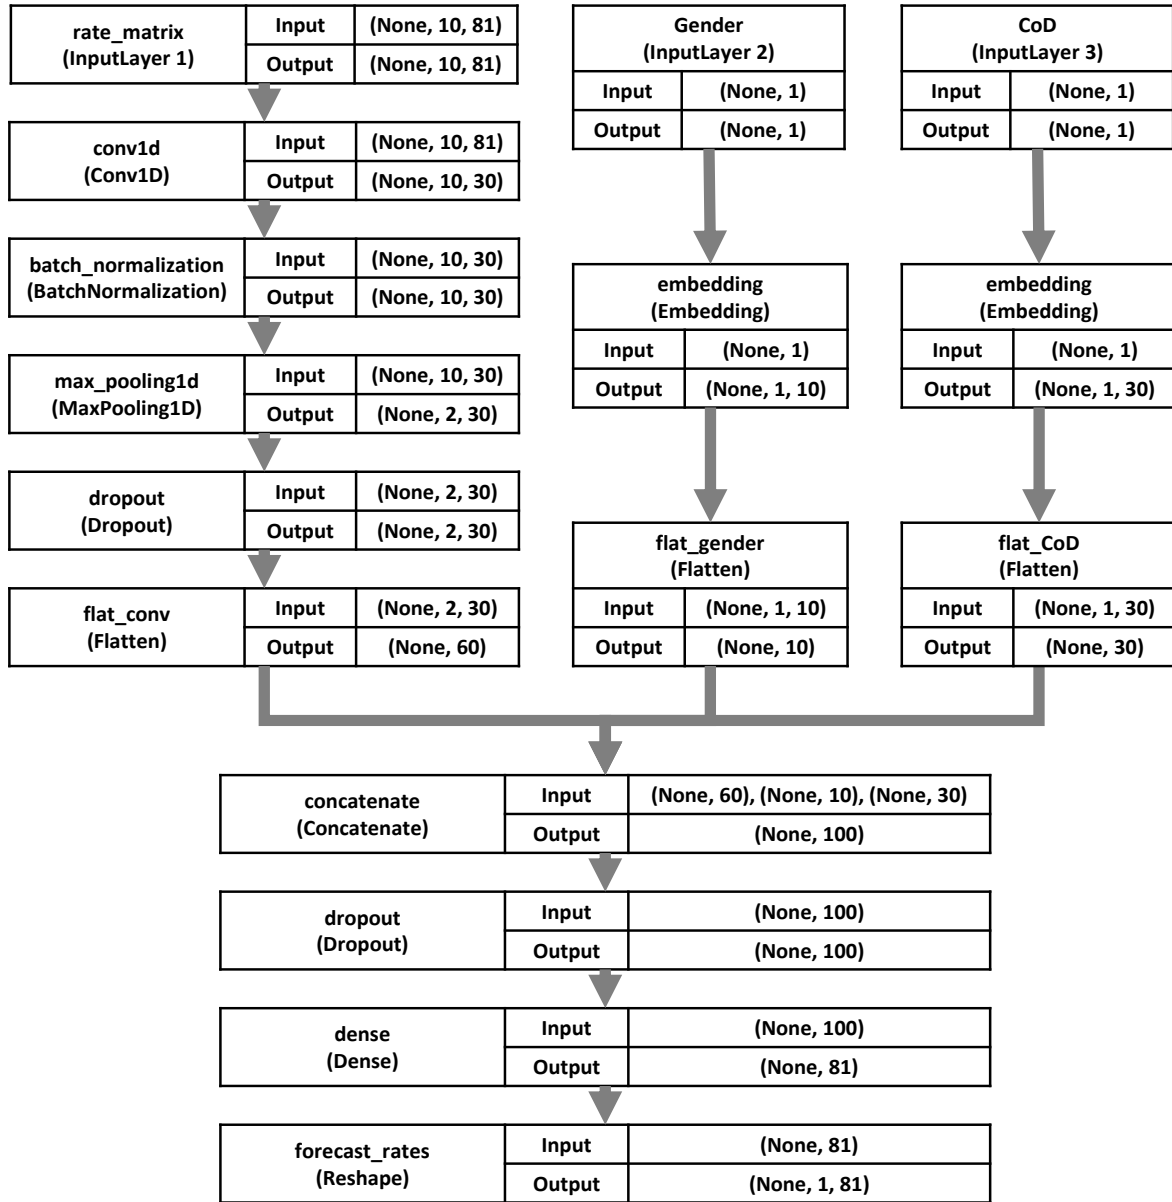 rate_matrix
(InputLayer 1)
Input
(None, 10, 81)
Output
(None, 10, 81)
conv1d
(Conv1D)
Input
(None, 10, 81)
Output
(None, 10, 30)
batch_normalization
(BatchNormalization)
Input
(None, 10, 30)
Output
(None, 10, 30)
max_pooling1d
(MaxPooling1D)
Input
(None, 10, 30)
Output
(None, 2, 30)
dropout
(Dropout)
Input
(None, 2, 30)
Output
(None, 2, 30)
flat_conv
(Flatten)
Input
(None, 2, 30)
Output
(None, 60)
Gender
(InputLayer 2)
Input
(None, 1)
Output
(None, 1)
embedding
(Embedding)
Input
(None, 1)
Output
(None, 1, 10)
flat_gender
(Flatten)
Input
(None, 1, 10)
Output
(None, 10)
CoD
(InputLayer 3)
Input
(None, 1)
Output
(None, 1)
embedding
(Embedding)
Input
(None, 1)
Output
(None, 1, 30)
flat_CoD
(Flatten)
Input
(None, 1, 30)
Output
(None, 30)
concatenate
(Concatenate)
Input
(None, 60), (None, 10), (None, 30)
Output
(None, 100)
dropout
(Dropout)
Input
(None, 100)
Output
(None, 100)
dense
(Dense)
Input
(None, 100)
Output
(None, 81)
forecast_rates
(Reshape)
Input
(None, 81)
Output
(None, 1, 81)